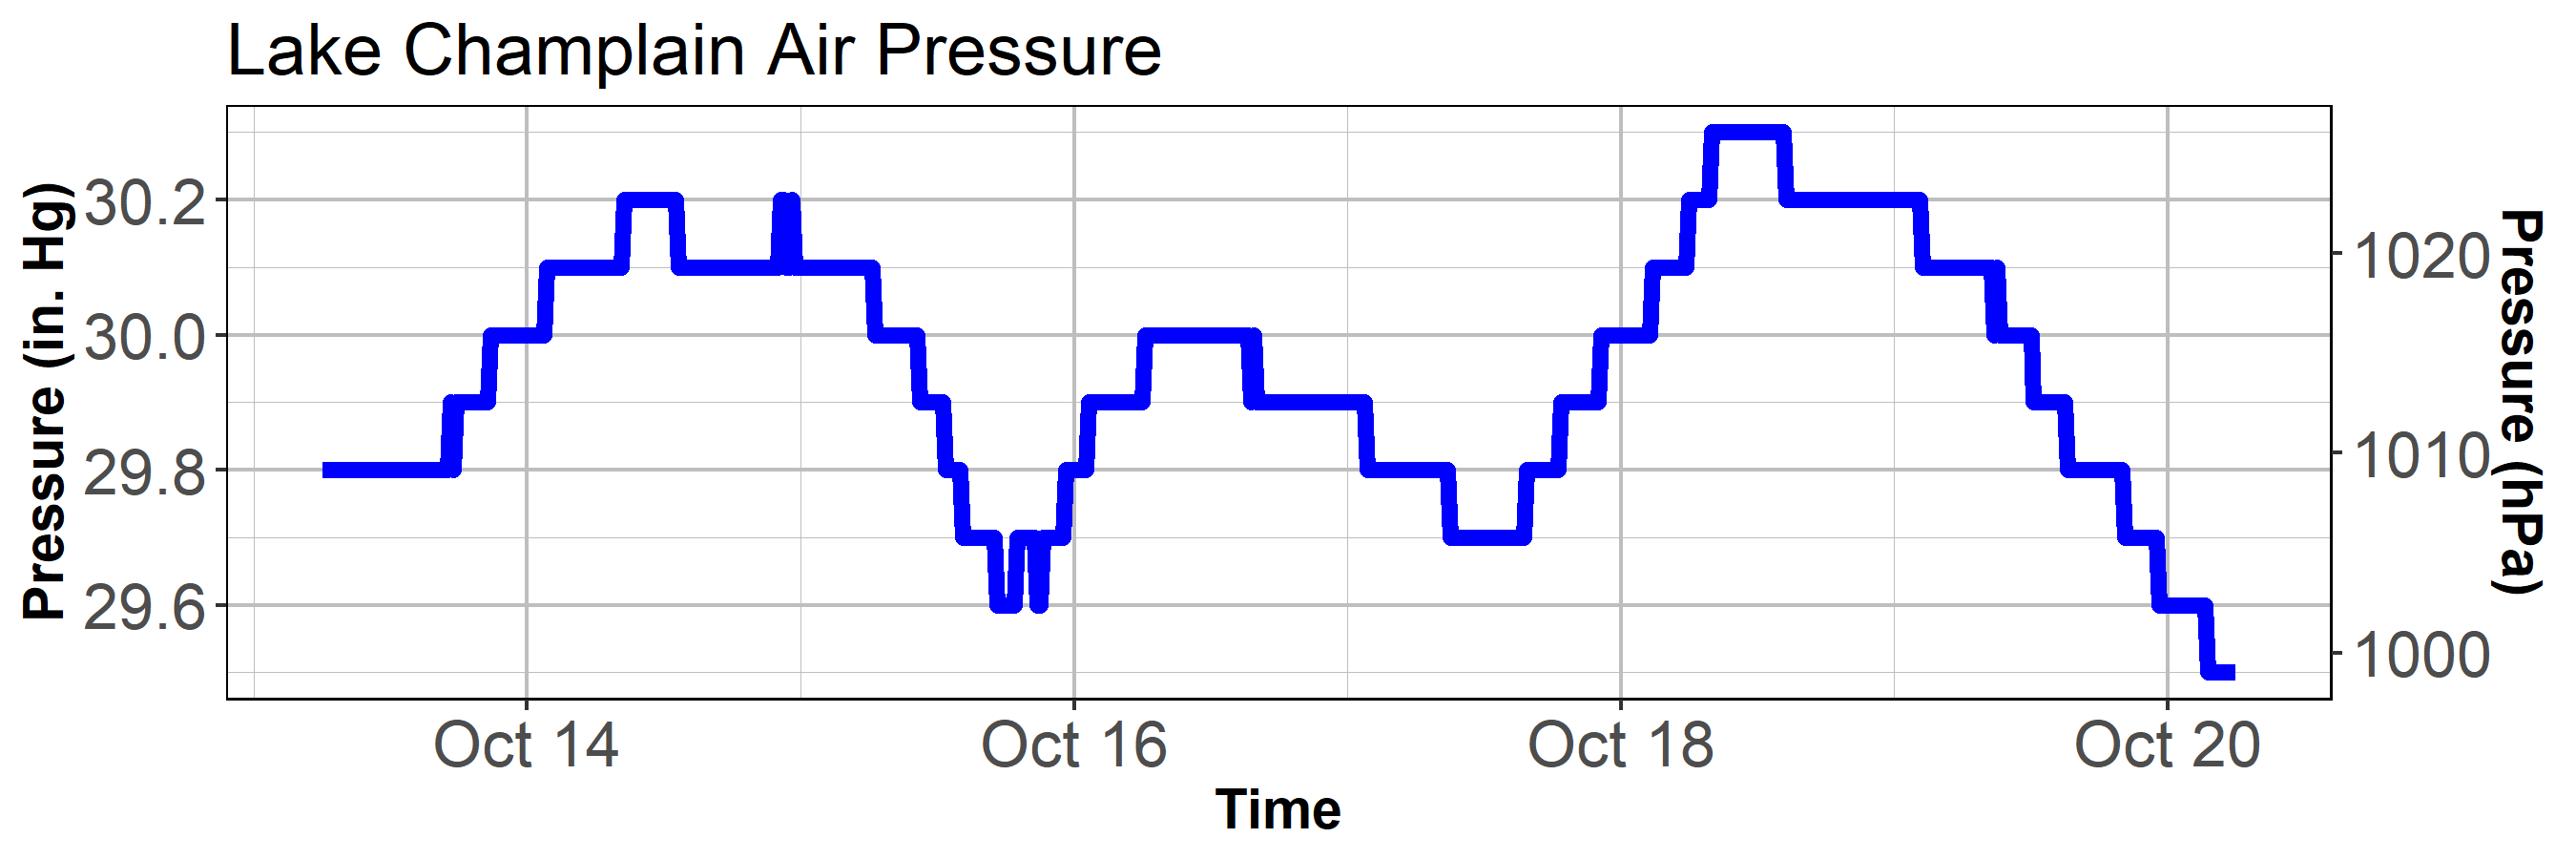 Lake Champlain Air Pressure
Pressure (in. Hg)
30.2
30.0
29.8
29.6
1020
1010
1000
Pressure (hPa)
Oct 14
Oct 16
Oct 18
Oct 20
Time